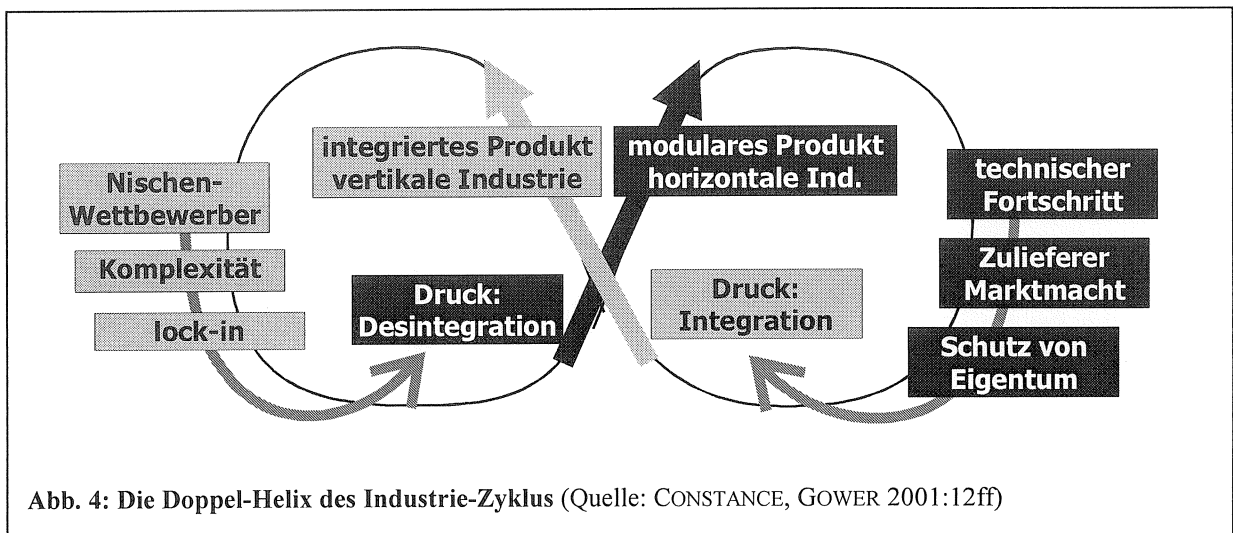 integriertes Produkt
vertikale Industrie
modulares Produkt
horizontale Ind.
Nischen-
Wettbewerber
Komplexität
lock-in
Druck:
Desintegration
Druck:
Integration
technischer
Fortschritt
Zulieferer
Marktmacht
Schutz von
Eigentum
Abb. 4: Die Doppel-Helix des Industrie-Zyklus (Quelle: CONSTANCE, GOWER 2001:12ff)